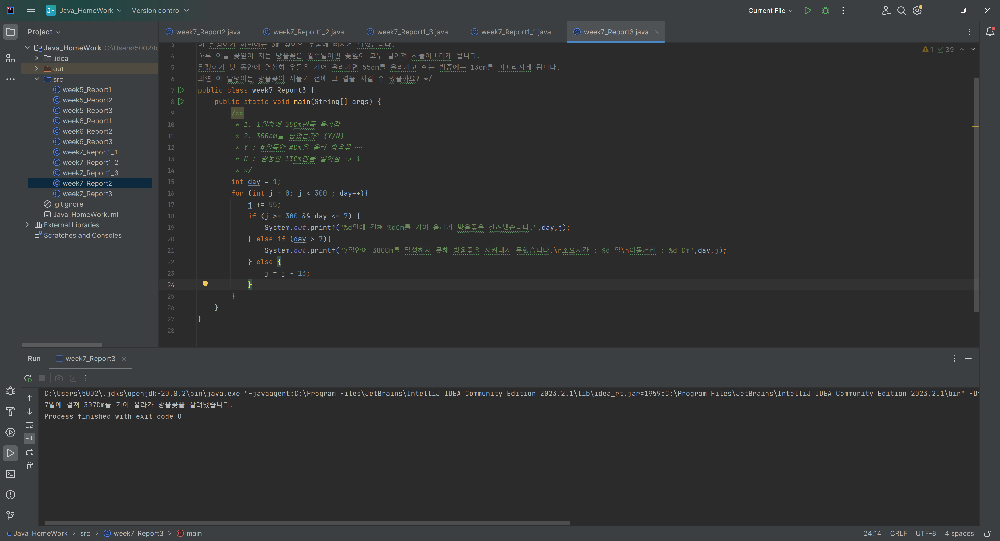 JH Java_HomeWork Version control Current File
Project
week7_Report2.java week7_Report1_2.java week7_Report1_3.java week7_Report1_1.java week7_Report3.java
Java_HomeWork C:\Users\5002\Id
.idea
out
src
week5_Report1
week5_Report2
week5_Report3
week6_Report1
week6_Report2
week6_Report3
week7_Report1_1
week7_Report1_2
week7_Report1_3
week7_Report2
week7_Report3
.gitignore
Java_HomeWork.iml
External Libraries
Scratches and Consoles
1 39
3 이 달팽이가 이번에는 3m 깊이의 우물에 빠지게 되었습니다.
4 하루 이틀 꽃잎이 지는 방울꽃은 일주일이면 꽃잎이 모두 떨어져 시들어버리게 됩니다.
5 달팽이가 낮 동안에 열심히 우물을 기어 올라가면 55cm를 올라가고 쉬는 밤중에는 13cm를 미끄러지게 됩니다.
6 과연 이 달팽이는 방울꽃이 시들기 전에 그 곁을 지킬 수 있을까요? */
7 public class week7_Report3 {
8 public static void main(String[] args) {
9 /**
10 * 1. 1일차에 55Cm만큼 올라감
11 * 2. 300cm를 넘었는가? (Y/N)
12 * Y : #일동안 #Cm을 올라 방울꽃 ~~
13 * N : 밤동안 13Cm만큼 떨어짐 -> 1
14 * */
15 int day = 1;
16 for (int j = 0; j < 300 ; day++){
17 j += 55;
18 if (j >= 300 && day <= 7) {
19 System.out.printf("%d일에 걸쳐 %dCm를 기어 올라가 방울꽃을 살려냈습니다.",day,j);
20 } else if (day > 7){
21 System.out.printf("7일안에 300Cm를 달성하지 못해 방울꽃을 지켜내지 못했습니다.\n소요시간 : %d 일\n이동거리 : %d Cm",day,j);
22 } else {
23 j = j - 13;
24 }
25 }
26 }
27 }
28
Run week7_Report3
C:\Users\5002\.jdks\openjdk-20.0.2\bin\java.exe "-javaagent:C:\Program Files\JetBrains\IntelliJ IDEA Community Edition 2023.2.1\lib\idea_rt.jar=1959:C:\Program Files\JetBrains\IntelliJ IDEA Community Edition 2023.2.1\bin" -D
7일에 걸쳐 307Cm를 기어 올라가 방울꽃을 살려냈습니다.
Process finished with exit code 0
Java_HomeWork > src > week7_Report3 > main 24:14 CRLF UTF-8 4 spaces